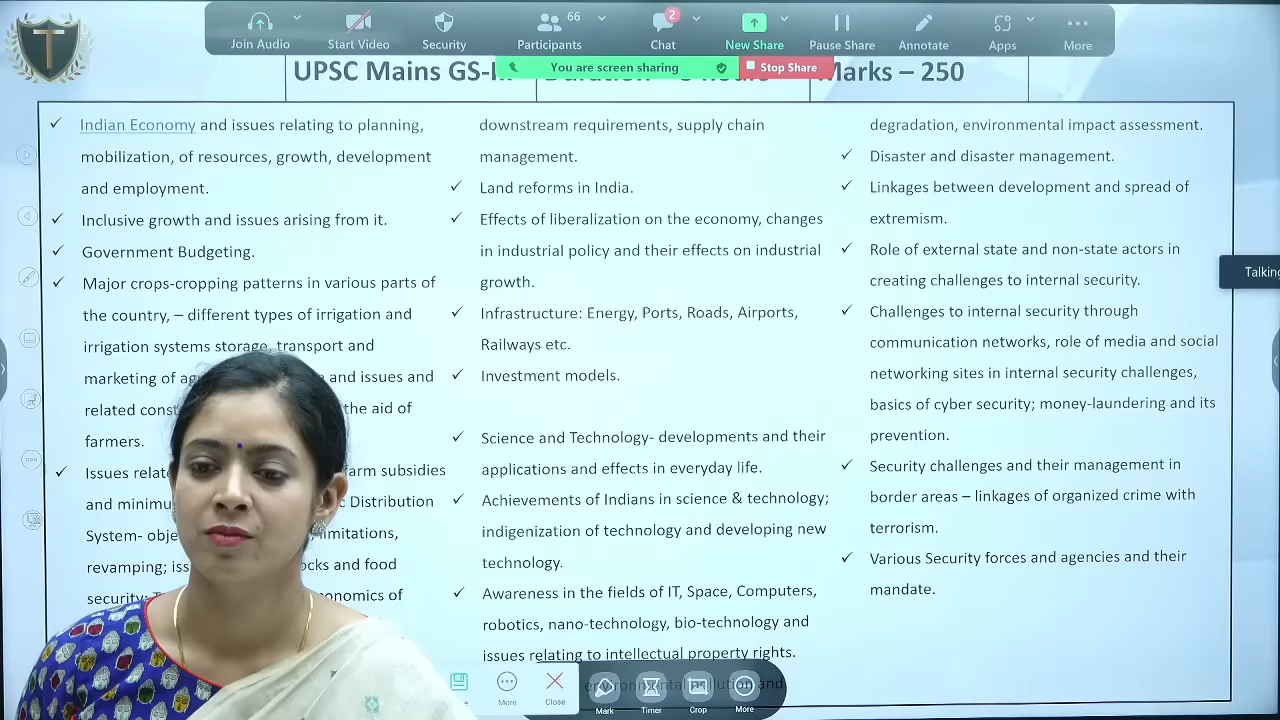 Join Audio
Start Video
Security
66
Participants
2
Chat
New Share
Pause Share
Annotate
Apps
More
You are screen sharing
Stop Share
T
UPSC Mains GS-
Marks – 250
Talking
Indian Economy and issues relating to planning,
mobilization, of resources, growth, development
and employment.
Inclusive growth and issues arising from it.
Government Budgeting.
Major crops-cropping patterns in various parts of
the country, – different types of irrigation and
irrigation systems storage, transport and
marketing of and issues and
related the aid of
farmers.
Issues farm subsidies
and Distribution
System- limitations,
revamping; and food
security;
downstream requirements, supply chain
management.
Land reforms in India.
Effects of liberalization on the economy, changes
in industrial policy and their effects on industrial
growth.
Infrastructure: Energy, Ports, Roads, Airports,
Railways etc.
Investment models.
Science and Technology- developments and their
applications and effects in everyday life.
Achievements of Indians in science & technology;
indigenization of technology and developing new
technology.
Awareness in the fields of IT, Space, Computers,
robotics, nano-technology, bio-technology and
issues relating to intellectual property rights.
environmental pollution and
degradation, environmental impact assessment.
Disaster and disaster management.
Linkages between development and spread of
extremism.
Role of external state and non-state actors in
creating challenges to internal security.
Challenges to internal security through
communication networks, role of media and social
networking sites in internal security challenges,
basics of cyber security; money-laundering and its
prevention.
Security challenges and their management in
border areas – linkages of organized crime with
terrorism.
Various Security forces and agencies and their
mandate.
More
Close
Mark
Timer
Crop
More